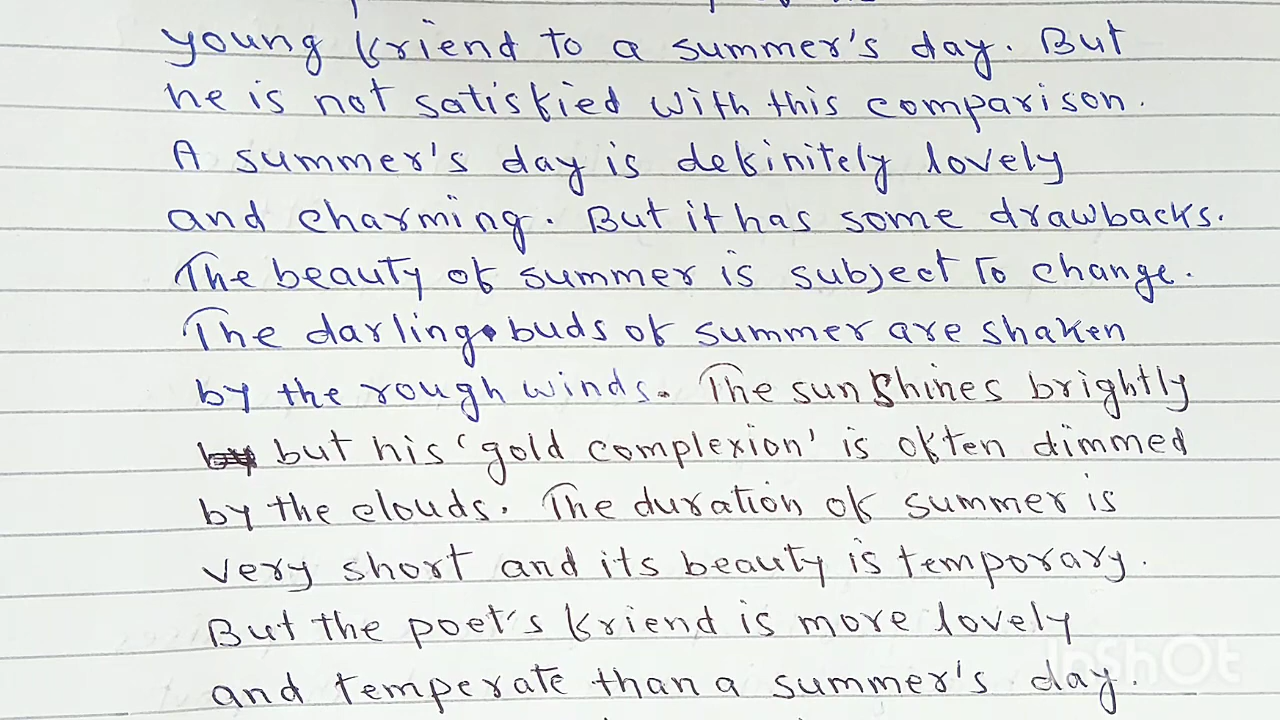 young friend to a summer's day. But
he is not satisfied with this comparison.
A summer's day is definitely lovely
and charming. But it has some drawbacks.
The beauty of summer is subject to change.
The darling buds of summer are shaken
by the rough winds. The sun shines brightly
but his 'gold complexion' is often dimmed
by the clouds. The duration of summer is
very short and its beauty is temporary.
But the poet's friend is more lovely
and temperate than a summer's day.
InShOt